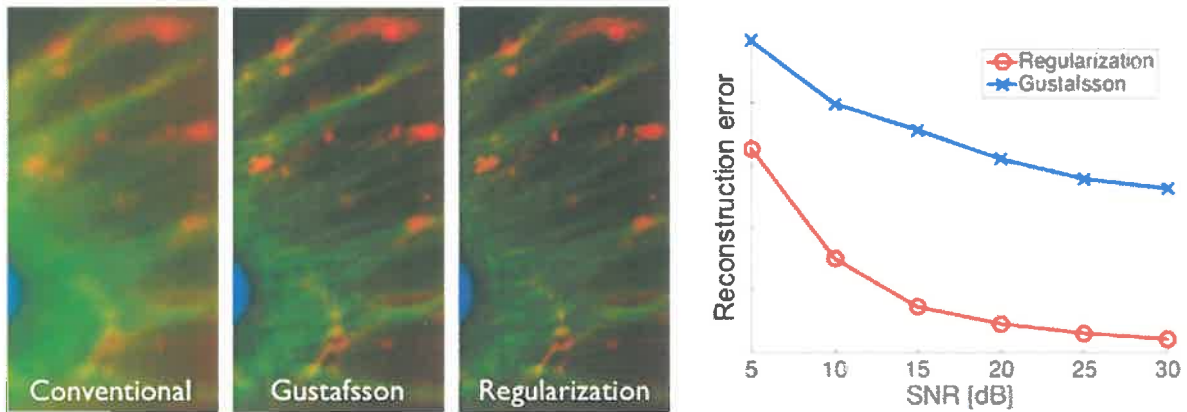 Conventional
Gustafsson
Regularization
Reconstruction error
Regularization
Gustafsson
5 10 15 20 25 30
SNR [dB]